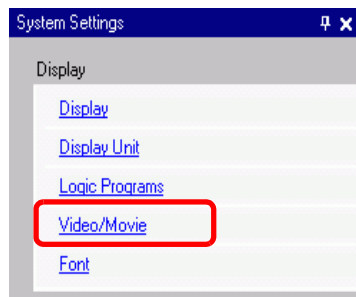 System Settings
Display
Display
Display Unit
Logic Programs
Video/Movie
Font